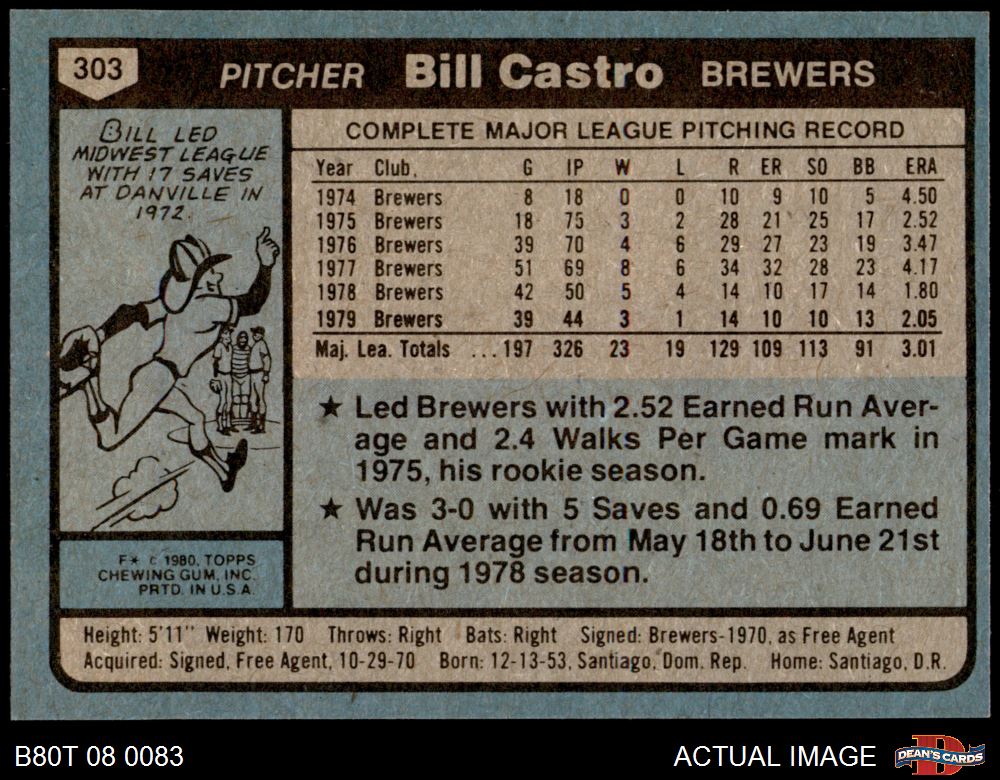 303
PITCHER Bill Castro BREWERS
BILL LED
MIDWEST LEAGUE
WITH 17 SAVES
AT DANVILLE IN
1972.
COMPLETE MAJOR LEAGUE PITCHING RECORD
Year Club. G IP W L R ER SO BB ERA
1974 Brewers 8 18 0 0 10 9 10 5 4.50
1975 Brewers 18 75 3 2 28 21 25 17 2.52
1976 Brewers 39 70 4 6 29 27 23 19 3.47
1977 Brewers 51 69 8 6 34 32 28 23 4.17
1978 Brewers 42 50 5 4 14 10 17 14 1.80
1979 Brewers 39 44 3 1 14 10 10 13 2.05
Maj. Lea. Totals ...197 326 23 19 129 109 113 91 3.01
★ Led Brewers with 2.52 Earned Run Aver-
age and 2.4 Walks Per Game mark in
1975, his rookie season.
★ Was 3-0 with 5 Saves and 0.69 Earned
Run Average from May 18th to June 21st
during 1978 season.
F* © 1980, TOPPS
CHEWING GUM, INC.
PRTD. IN U.S.A.
Height: 5'11" Weight: 170 Throws: Right Bats: Right Signed: Brewers-1970, as Free Agent
Acquired: Signed, Free Agent, 10-29-70 Born: 12-13-53, Santiago, Dom. Rep. Home: Santiago, D.R.
B80T 08 0083
ACTUAL IMAGE
D
DEAN'S CARDS